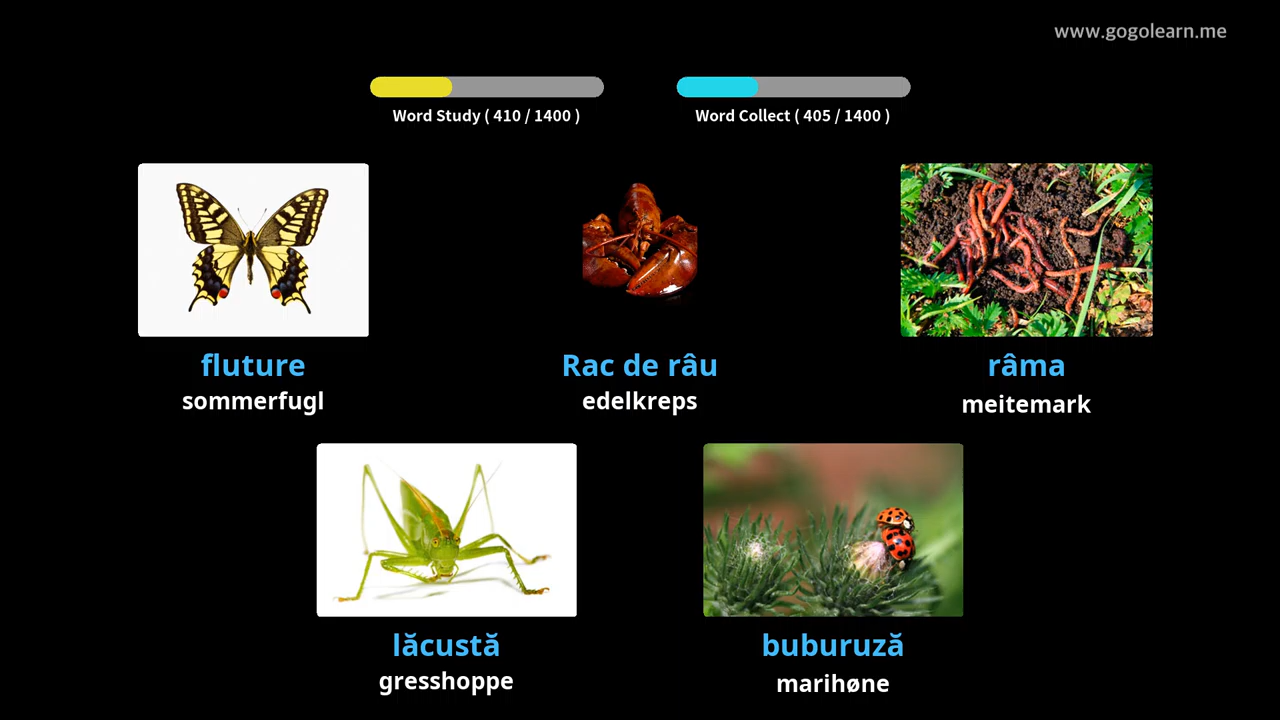 www.gogolearn.me
Word Study ( 410 / 1400 )
Word Collect ( 405 / 1400 )
fluture
sommerfugl
Rac de râu
edelkreps
râma
meitemark
lăcustă
gresshoppe
buburuză
marihøne